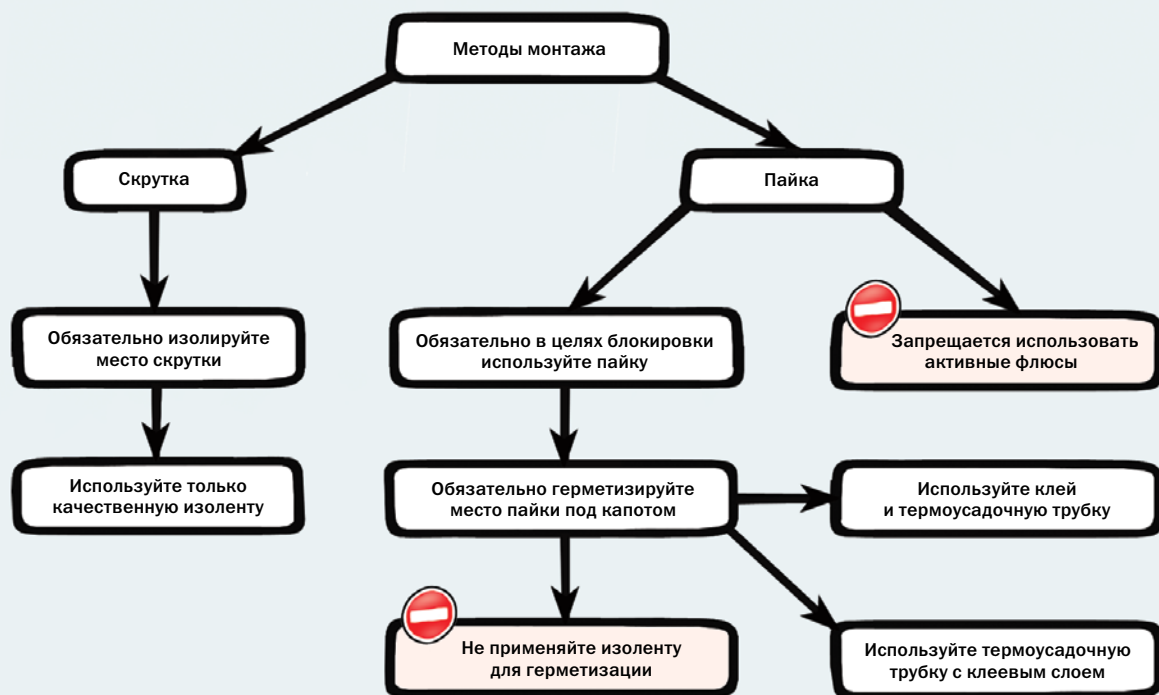 Методы монтажа
Скрутка
Пайка
Обязательно изолируйте
место скрутки
Обязательно в целях блокировки
используйте пайку
Запрещается использовать
активные флюсы
Используйте только
качественную изоленту
Обязательно герметизируйте
место пайки под капотом
Используйте клей
и термоусадочную трубку
Не применяйте изоленту
для герметизации
Используйте термоусадочную
трубку с клеевым слоем